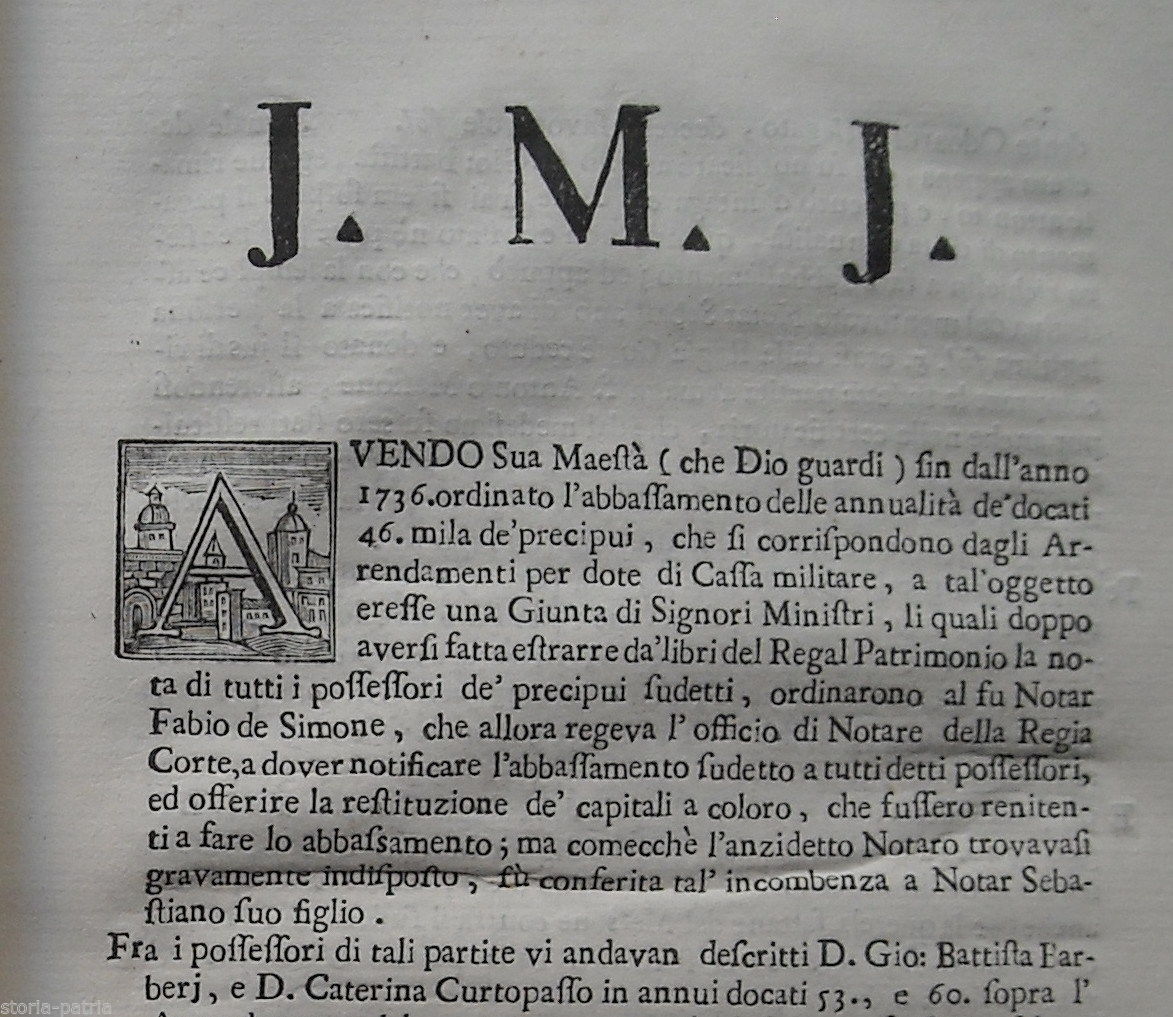 J. M. J.
AVENDO Sua Maeſtà ( che Dio guardi ) ſin dall'anno
1736.ordinato l'abbaſſamento delle annualità de' docati
46. mila de' precipui , che ſi corriſpondono dagli Ar-
rendamenti per dote di Caſſa militare , a tal'oggetto
ereſſe una Giunta di Signori Miniſtri , li quali doppo
averſi fatta eſtrarre da' libri del Regal Patrimonio la no-
ta di tutti i poſſeſſori de' precipui ſudetti , ordinarono al fu Notar
Fabio de Simone , che allora regeva l' officio di Notare della Regia
Corte,a dover notificare l'abbaſſamento ſudetto a tutti detti poſſeſſori,
ed offerire la reſtituzione de' capitali a coloro , che fuſſero reniten-
ti a fare lo abbaſsamento ; ma comecchè l'anzidetto Notaro trovavaſi
gravamente indiſpoſto , fù conferita tal' incombenza a Notar Seba-
ſtiano ſuo figlio .
Fra i poſſeſſori di tali partite vi andavan deſcritti D. Gio: Battiſta Far-
berj , e D. Caterina Curtopaſſo in annui docati 53., e 60. ſopra l'
storia-patria